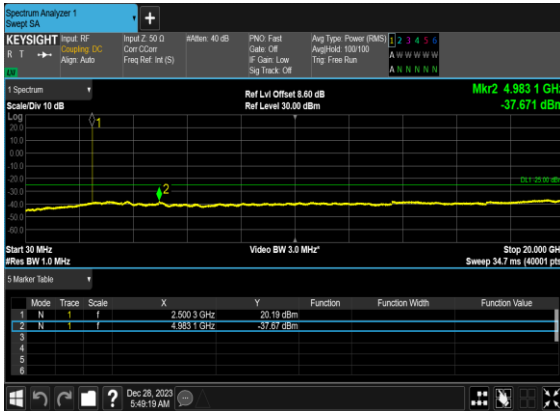 Spectrum Analyzer 1
Swept SA
+
KEYSIGHT
R T
Input: RF
Coupling: DC
Align: Auto
Input Z: 50 Ω
Corr CCorr
Freq Ref: Int (S)
#Atten: 40 dB
PNO: Fast
Gate: Off
IF Gain: Low
Sig Track: Off
Avg Type: Power (RMS)
Avg|Hold: 100/100
Trig: Free Run
1 2 3 4 5 6
A W W W W W
A N N N N N
1 Spectrum
Scale/Div 10 dB
Ref Lvl Offset 8.60 dB
Ref Level 30.00 dBm
Mkr2 4.983 1 GHz
-37.671 dBm
Log
20.0
10.0
0.00
-10.0
-20.0
-30.0
-40.0
-50.0
-60.0
1
2
DL1 -25.00 dBm
Start 30 MHz
Video BW 3.0 MHz*
Stop 20.000 GHz
#Res BW 1.0 MHz
Sweep 34.7 ms (40001 pts)
5 Marker Table
Mode Trace Scale X Y Function Function Width Function Value
1 N 1 f 2.500 3 GHz 20.19 dBm
2 N 1 f 4.983 1 GHz -37.67 dBm
3
4
5
6
?
Dec 28, 2023
5:49:19 AM